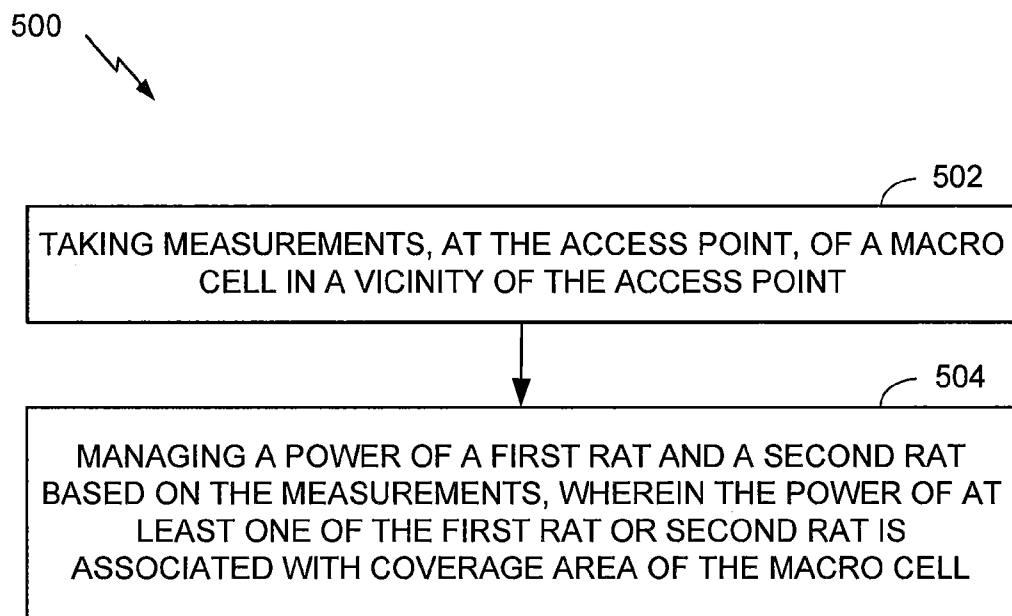 500
502
TAKING MEASUREMENTS, AT THE ACCESS POINT, OF A MACRO
CELL IN A VICINITY OF THE ACCESS POINT
504
MANAGING A POWER OF A FIRST RAT AND A SECOND RAT
BASED ON THE MEASUREMENTS, WHEREIN THE POWER OF AT
LEAST ONE OF THE FIRST RAT OR SECOND RAT IS
ASSOCIATED WITH COVERAGE AREA OF THE MACRO CELL